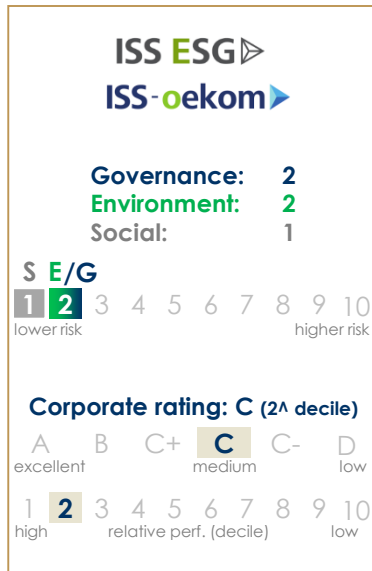 ISS ESG
ISS-oekom
Governance: 2
Environment: 2
Social: 1
S E/G
1 2 3 4 5 6 7 8 9 10
lower risk higher risk
Corporate rating: C (2^ decile)
A B C+ C C- D
excellent medium low
1 2 3 4 5 6 7 8 9 10
high relative perf. (decile) low